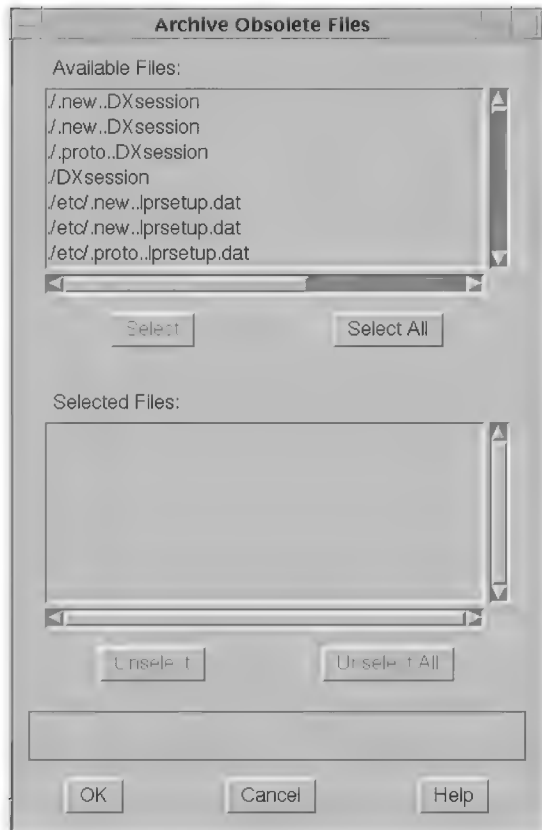 Archive Obsolete Files
Available Files:
./.new..DXsession
./.new..DXsession
./.proto..DXsession
./DXsession
./etc/.new..lprsetup.dat
./etc/.new..lprsetup.dat
./etc/.proto..lprsetup.dat
Select Select All
Selected Files:
Unselect Unselect All
OK Cancel Help